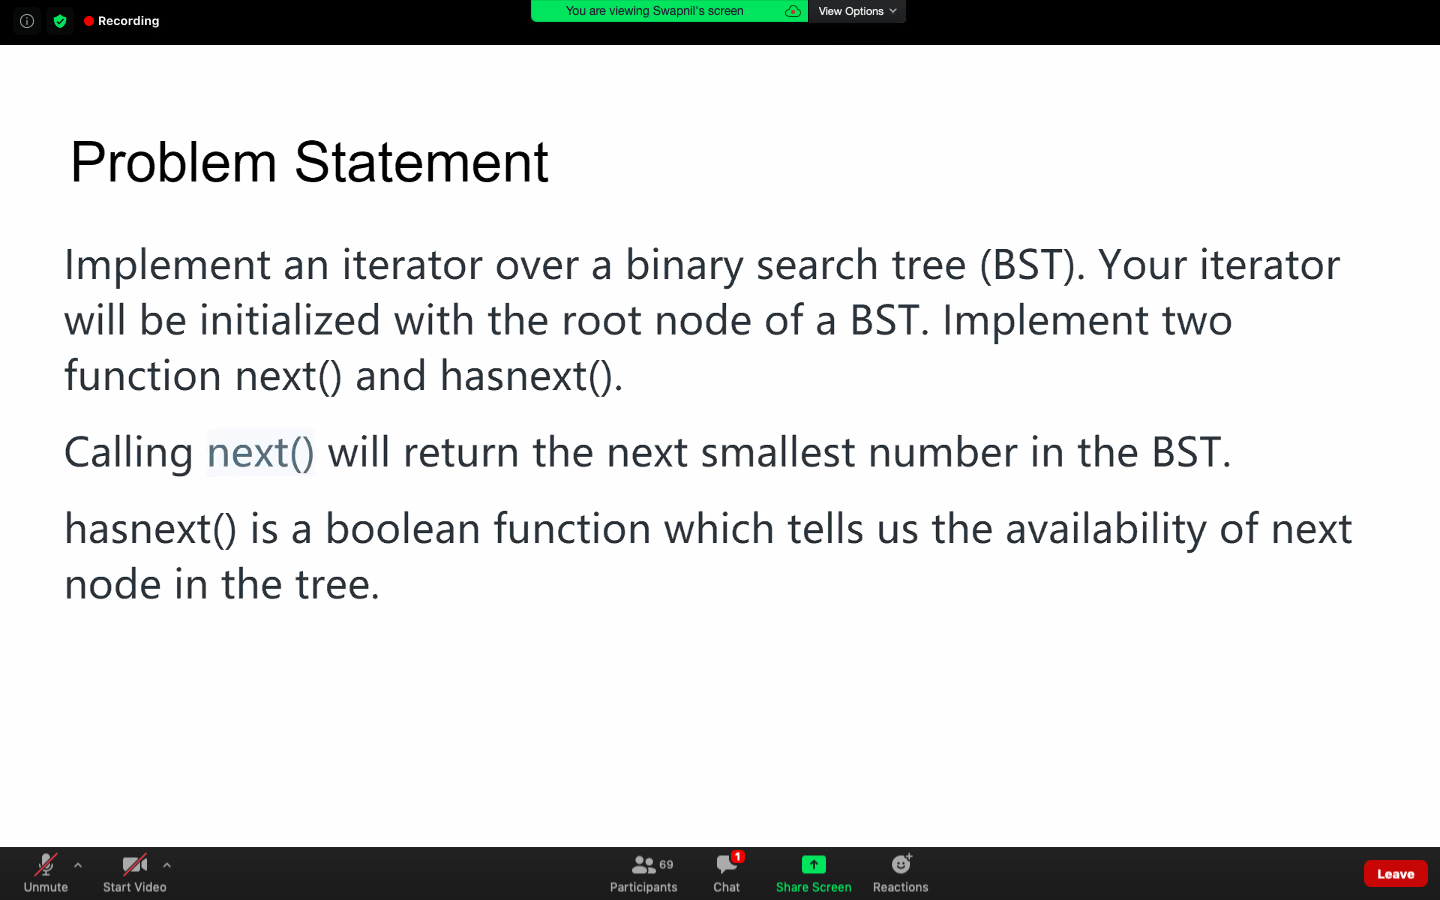 Recording
You are viewing Swapnil's screen
View Options
Problem Statement
Implement an iterator over a binary search tree (BST). Your iterator
will be initialized with the root node of a BST. Implement two
function next() and hasnext().
Calling next() will return the next smallest number in the BST.
hasnext() is a boolean function which tells us the availability of next
node in the tree.
Unmute
Start Video
69
Participants
1
Chat
Share Screen
Reactions
Leave